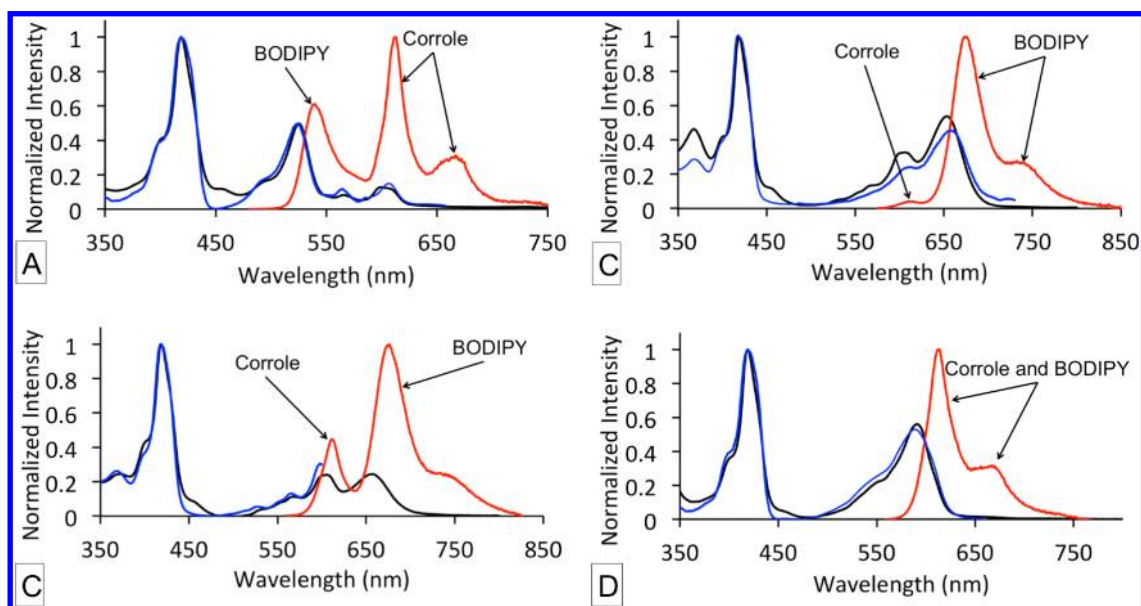 Normalized Intensity
1
0.8
0.6
0.4
0.2
0
BODIPY
Corrole
350 450 550 650 750
Wavelength (nm)
A
Normalized Intensity
1
0.8
0.6
0.4
0.2
0
Corrole
BODIPY
350 450 550 650 750 850
Wavelength (nm)
C
Normalized Intensity
1
0.8
0.6
0.4
0.2
0
Corrole
BODIPY
350 450 550 650 750 850
Wavelength (nm)
C
Normalized Intensity
1
0.8
0.6
0.4
0.2
0
Corrole and BODIPY
350 450 550 650 750
Wavelength (nm)
D